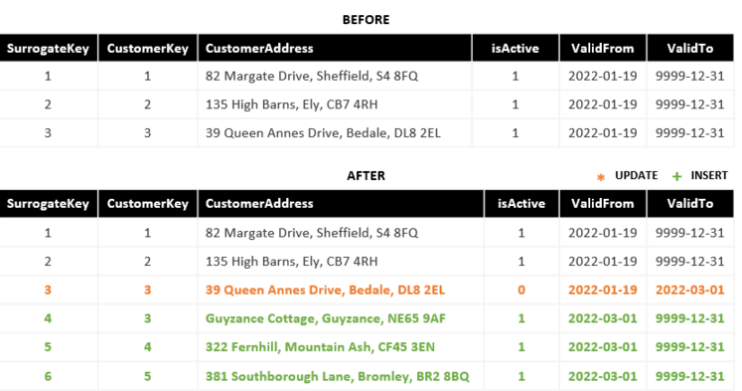 BEFORE
SurrogateKey CustomerKey CustomerAddress isActive ValidFrom ValidTo
1 1 82 Margate Drive, Sheffield, S4 8FQ 1 2022-01-19 9999-12-31
2 2 135 High Barns, Ely, CB7 4RH 1 2022-01-19 9999-12-31
3 3 39 Queen Annes Drive, Bedale, DL8 2EL 1 2022-01-19 9999-12-31
AFTER * UPDATE + INSERT
SurrogateKey CustomerKey CustomerAddress isActive ValidFrom ValidTo
1 1 82 Margate Drive, Sheffield, S4 8FQ 1 2022-01-19 9999-12-31
2 2 135 High Barns, Ely, CB7 4RH 1 2022-01-19 9999-12-31
3 3 39 Queen Annes Drive, Bedale, DL8 2EL 0 2022-01-19 2022-03-01
4 3 Guyzance Cottage, Guyzance, NE65 9AF 1 2022-03-01 9999-12-31
5 4 322 Fernhill, Mountain Ash, CF45 3EN 1 2022-03-01 9999-12-31
6 5 381 Southborough Lane, Bromley, BR2 8BQ 1 2022-03-01 9999-12-31